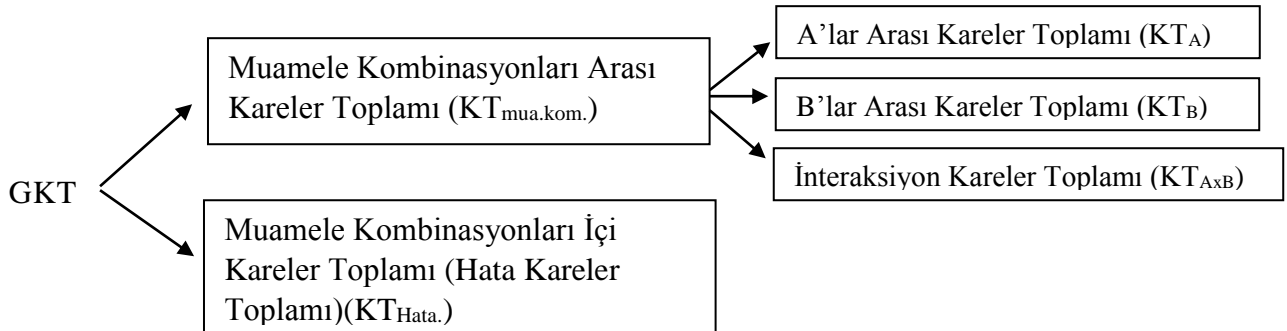 GKT
Muamele Kombinasyonları Arası
Kareler Toplamı (KTmua.kom.)
A’lar Arası Kareler Toplamı (KTA)
B’lar Arası Kareler Toplamı (KTB)
İnteraksiyon Kareler Toplamı (KTAxB)
Muamele Kombinasyonları İçi
Kareler Toplamı (Hata Kareler
Toplamı)(KTHata.)